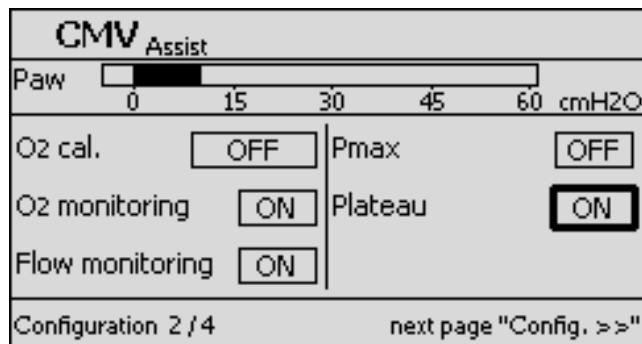 CMV Assist
Paw
0 15 30 45 60 cmH2O
O2 cal. OFF Pmax OFF
O2 monitoring ON Plateau ON
Flow monitoring ON
Configuration 2/4 next page "Config. >>"